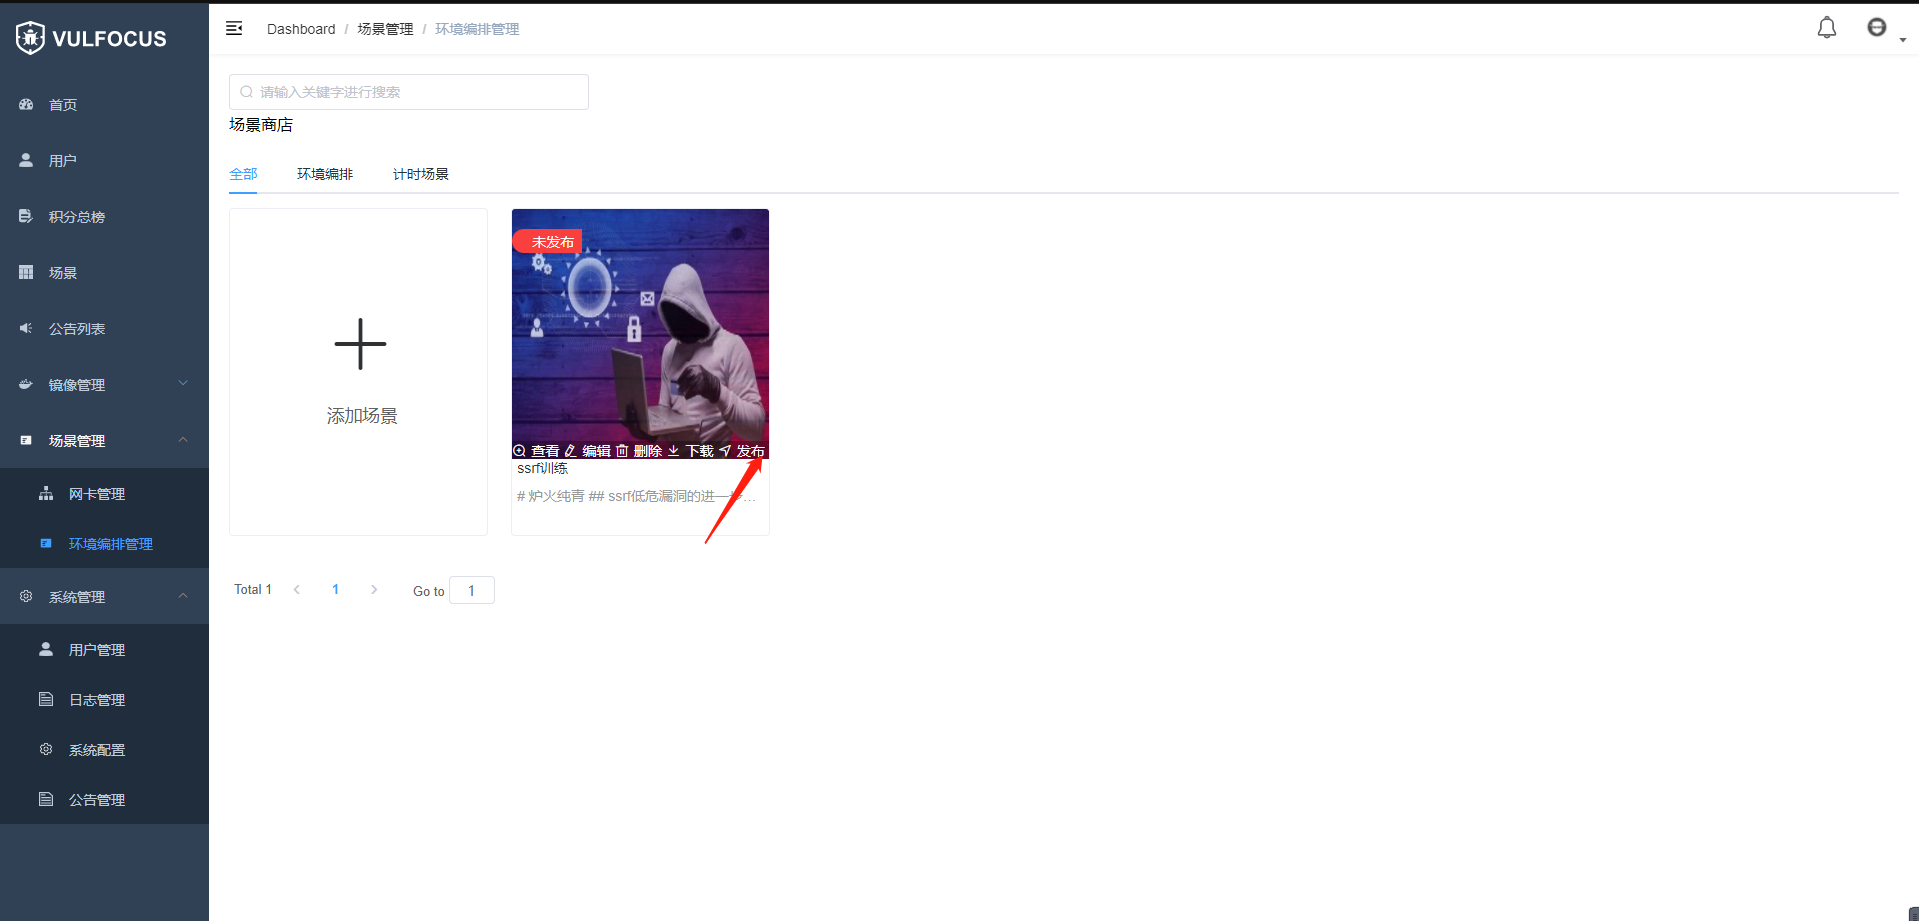 VULFOCUS
Dashboard / 场景管理 / 环境编排管理
首页
用户
积分总榜
场景
公告列表
镜像管理
场景管理
网卡管理
环境编排管理
系统管理
用户管理
日志管理
系统配置
公告管理
请输入关键字进行搜索
场景商店
全部 环境编排 计时场景
添加场景
未发布
查看 编辑 删除 下载 发布
ssrf训练
# 炉火纯青 ## ssrf低危漏洞的进一步...
Total 1 1 Go to 1